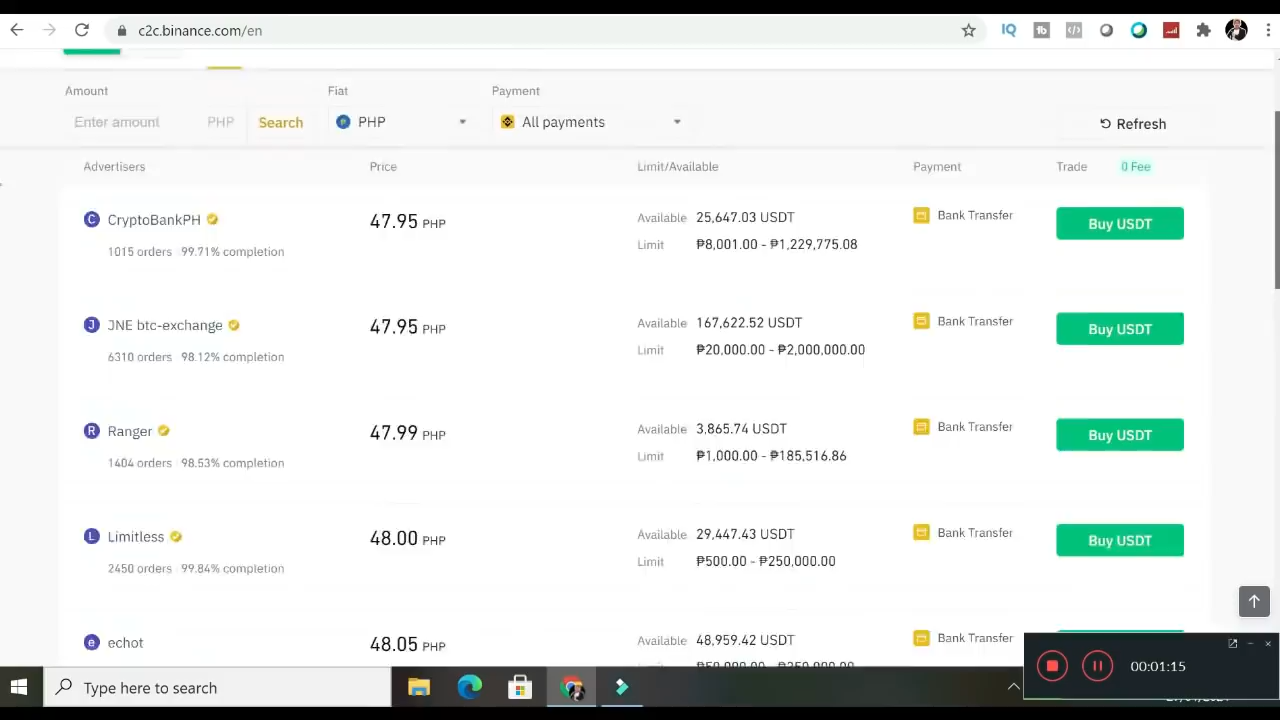 c2c.binance.com/en
Amount
Fiat
Payment
Enter amount PHP Search
PHP
All payments
Refresh
Advertisers Price Limit/Available Payment Trade 0 Fee
C CryptoBankPH
47.95 PHP
Available 25,647.03 USDT
Bank Transfer
Buy USDT
1015 orders 99.71% completion
Limit ₱8,001.00 - ₱1,229,775.08
J JNE btc-exchange
47.95 PHP
Available 167,622.52 USDT
Bank Transfer
Buy USDT
6310 orders 98.12% completion
Limit ₱20,000.00 - ₱2,000,000.00
R Ranger
47.99 PHP
Available 3,865.74 USDT
Bank Transfer
Buy USDT
1404 orders 98.53% completion
Limit ₱1,000.00 - ₱185,516.86
L Limitless
48.00 PHP
Available 29,447.43 USDT
Bank Transfer
Buy USDT
2450 orders 99.84% completion
Limit ₱500.00 - ₱250,000.00
e echot
48.05 PHP
Available 48,959.42 USDT
Bank Transfer
00:01:15
Type here to search